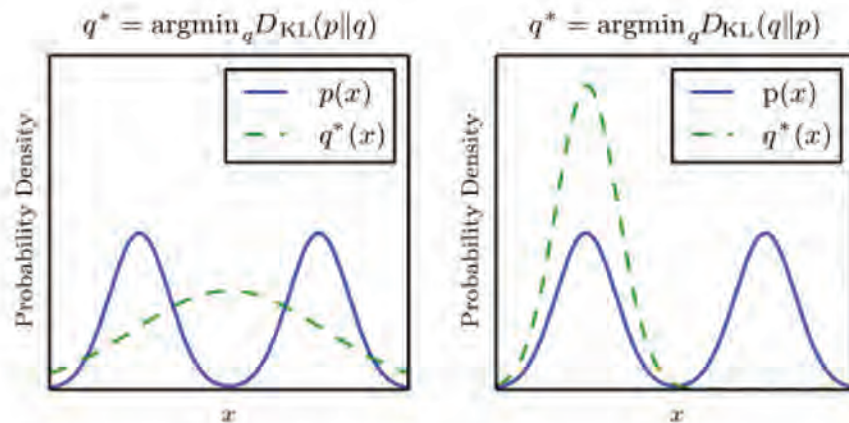 q* = argmin_q D_KL(p∥q)
p(x)
q*(x)
Probability Density
x
q* = argmin_q D_KL(q∥p)
p(x)
q*(x)
Probability Density
x